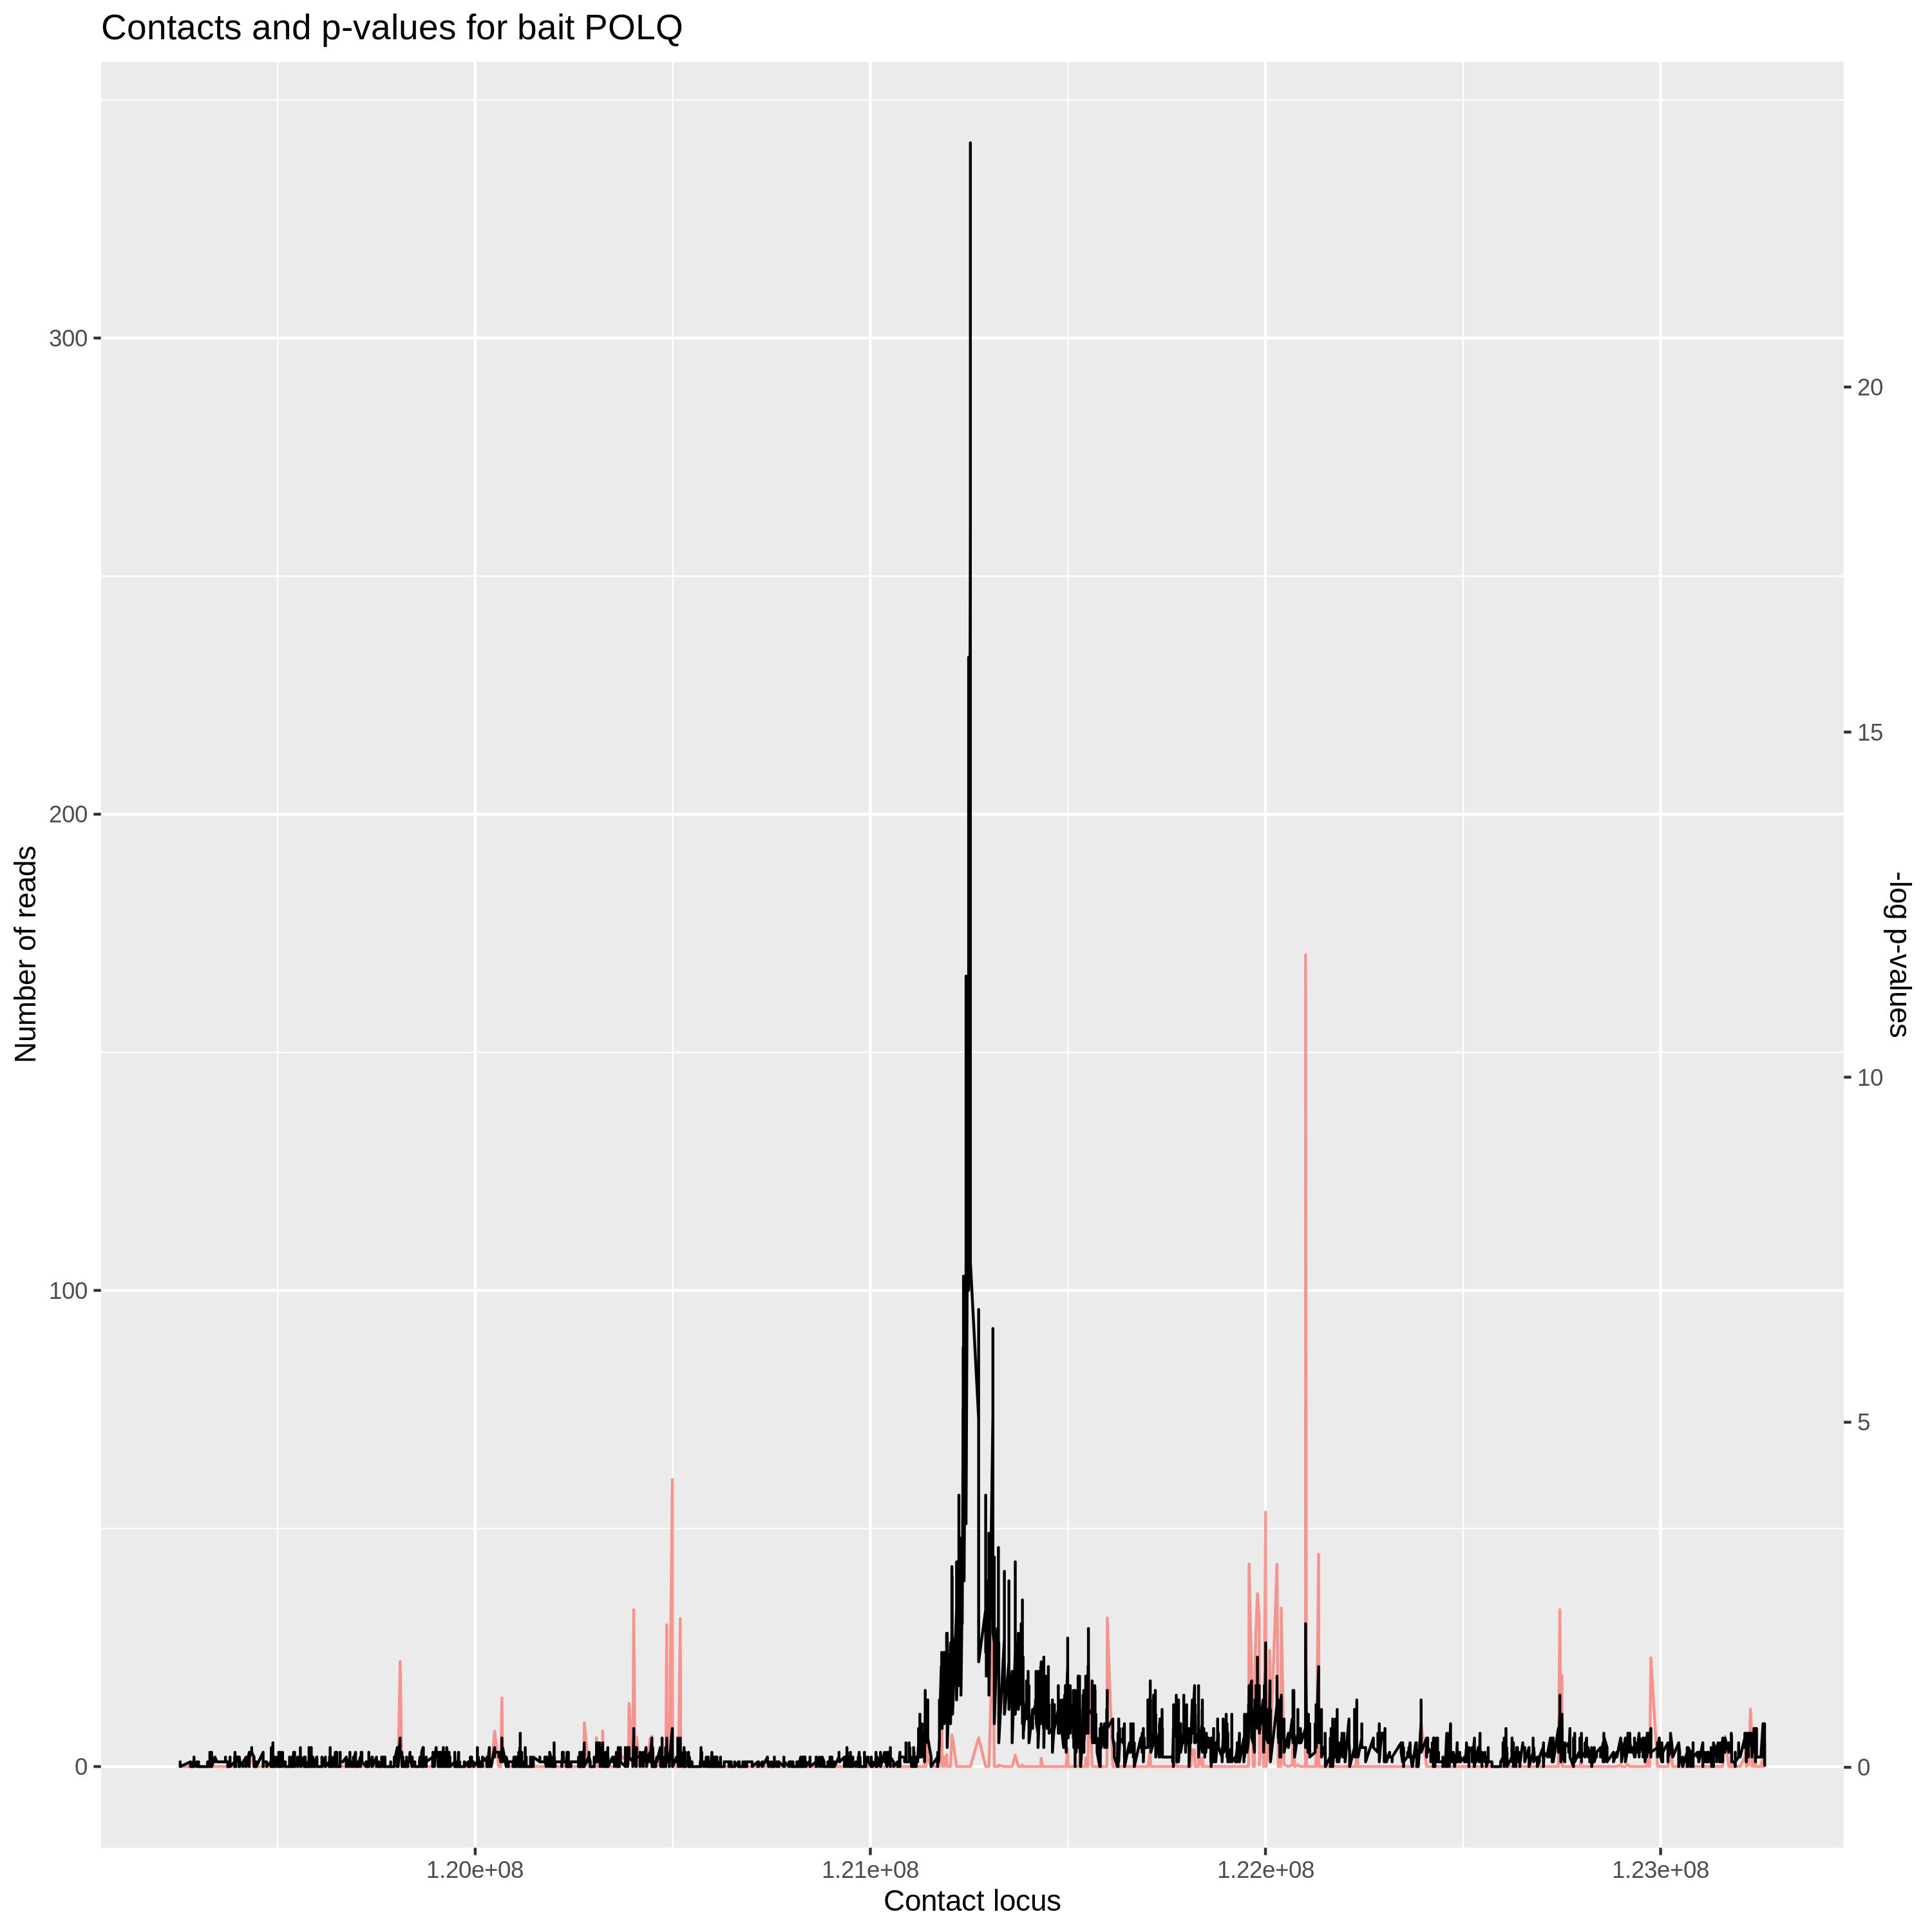 Contacts and p-values for bait POLQ
300
200
100
0
Number of reads
20
15
10
5
0
-log p-values
1.20e+08
1.21e+08
1.22e+08
1.23e+08
Contact locus